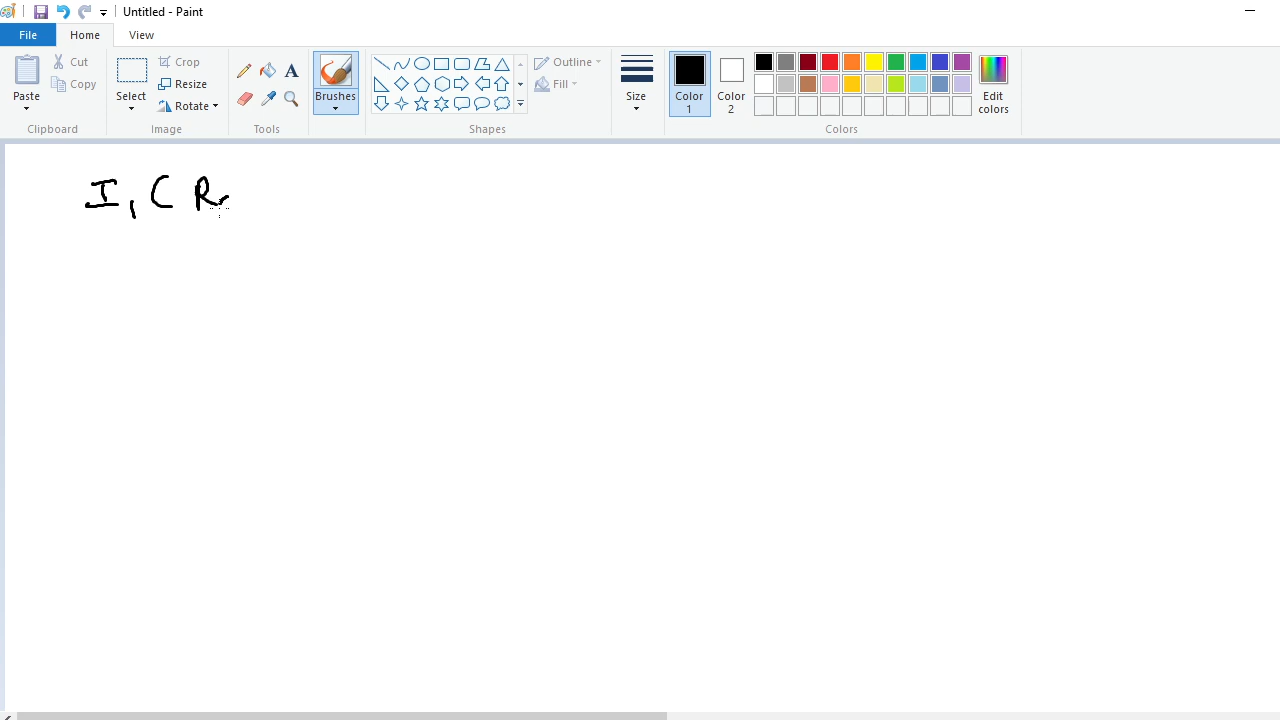 Untitled - Paint
File Home View
Paste Cut Copy Select Crop Resize Rotate Brushes Outline Fill Size Color 1 Color 2 Edit colors
Clipboard Image Tools Shapes Colors
I, C R